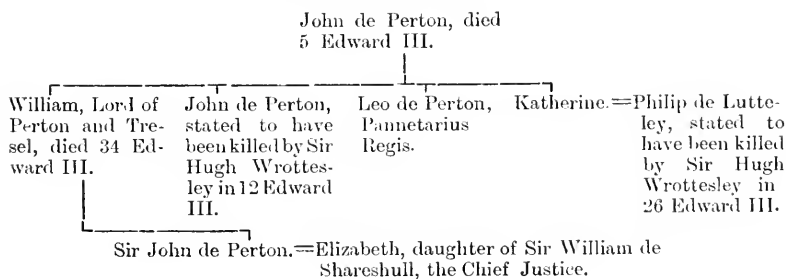 John de Perton, died
5 Edward III.
William, Lord of
Perton and Tre-
sel, died 34 Ed-
ward III.
John de Perton,
stated to have
been killed by Sir
Hugh Wrottes-
ley in 12 Edward
III.
Leo de Perton,
Pannetarius
Regis.
Katherine.=Philip de Lutte-
ley, stated to
have been killed
by Sir Hugh
Wrottesley in
26 Edward III.
Sir John de Perton.=Elizabeth, daughter of Sir William de
Shareshull, the Chief Justice.